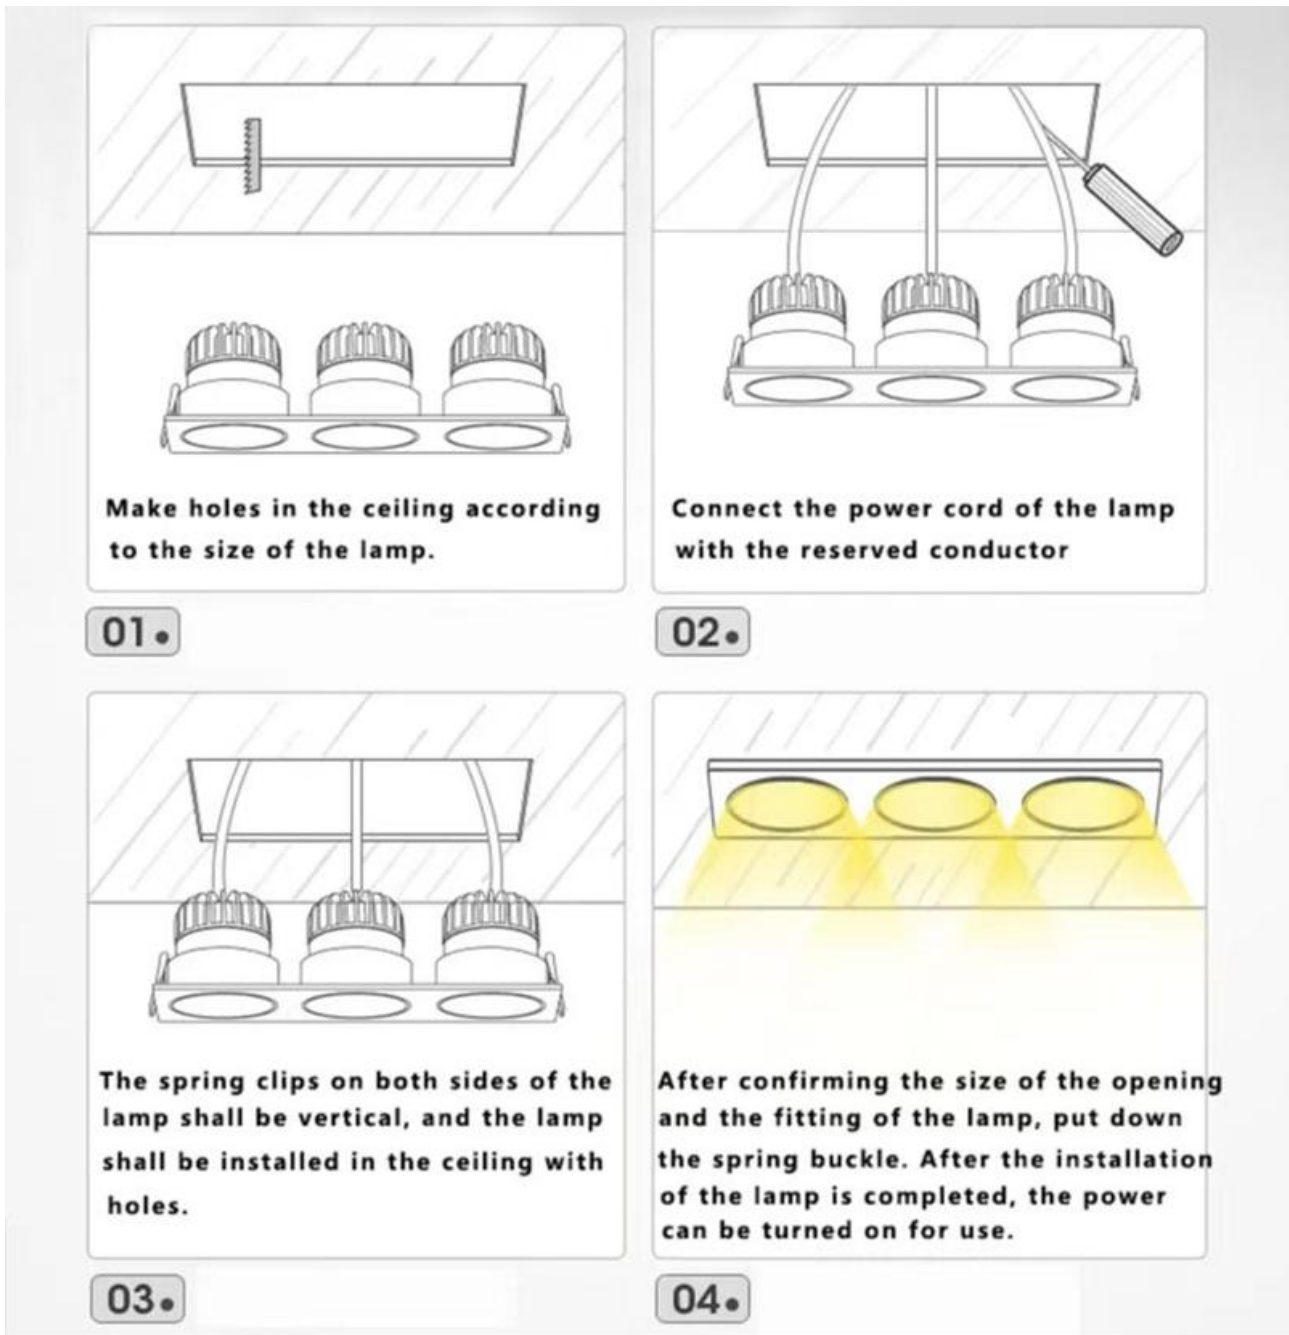 Make holes in the ceiling according
to the size of the lamp.
01.
Connect the power cord of the lamp
with the reserved conductor
02.
The spring clips on both sides of the
lamp shall be vertical, and the lamp
shall be installed in the ceiling with
holes.
03.
After confirming the size of the opening
and the fitting of the lamp, put down
the spring buckle. After the installation
of the lamp is completed, the power
can be turned on for use.
04.